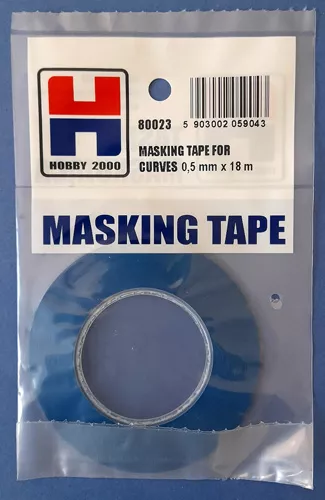 HOBBY 2000
80023
5 903002 059043
MASKING TAPE FOR
CURVES 0,5 mm x 18 m
MASKING TAPE